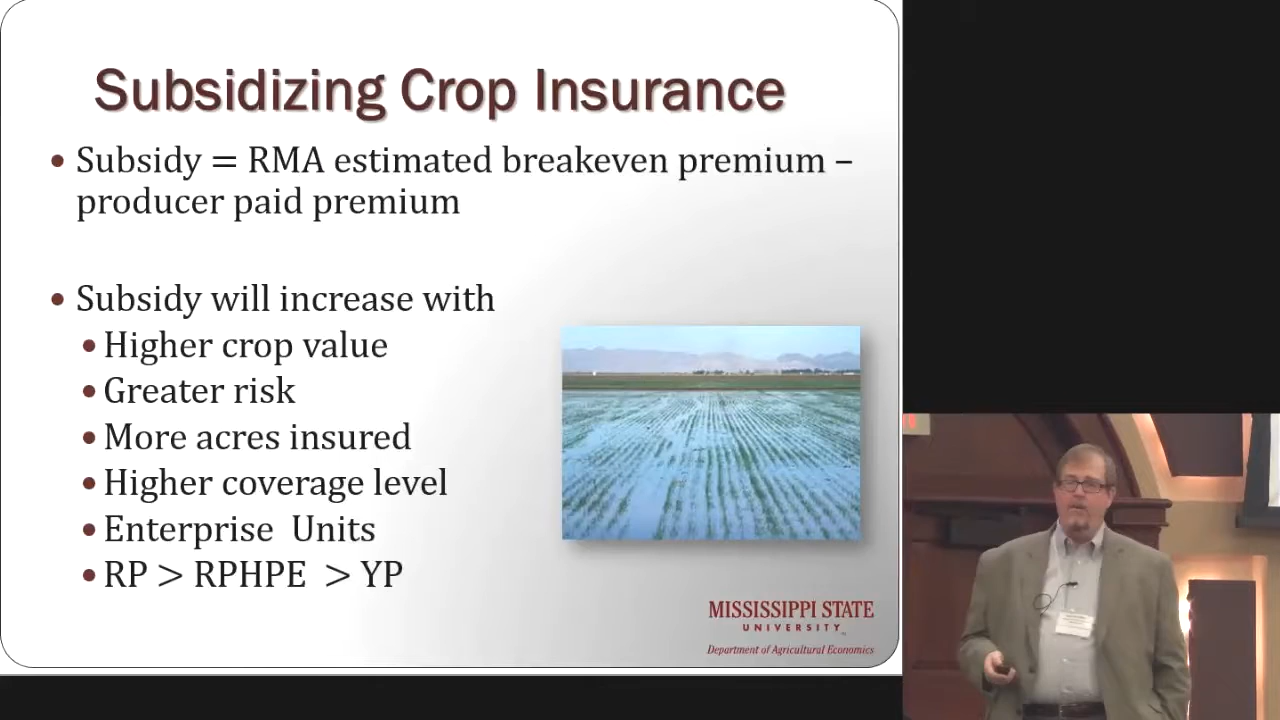 Subsidizing Crop Insurance
• Subsidy = RMA estimated breakeven premium –
producer paid premium
• Subsidy will increase with
• Higher crop value
• Greater risk
• More acres insured
• Higher coverage level
• Enterprise Units
• RP > RPHPE > YP
MISSISSIPPI STATE
UNIVERSITY
Department of Agricultural Economics